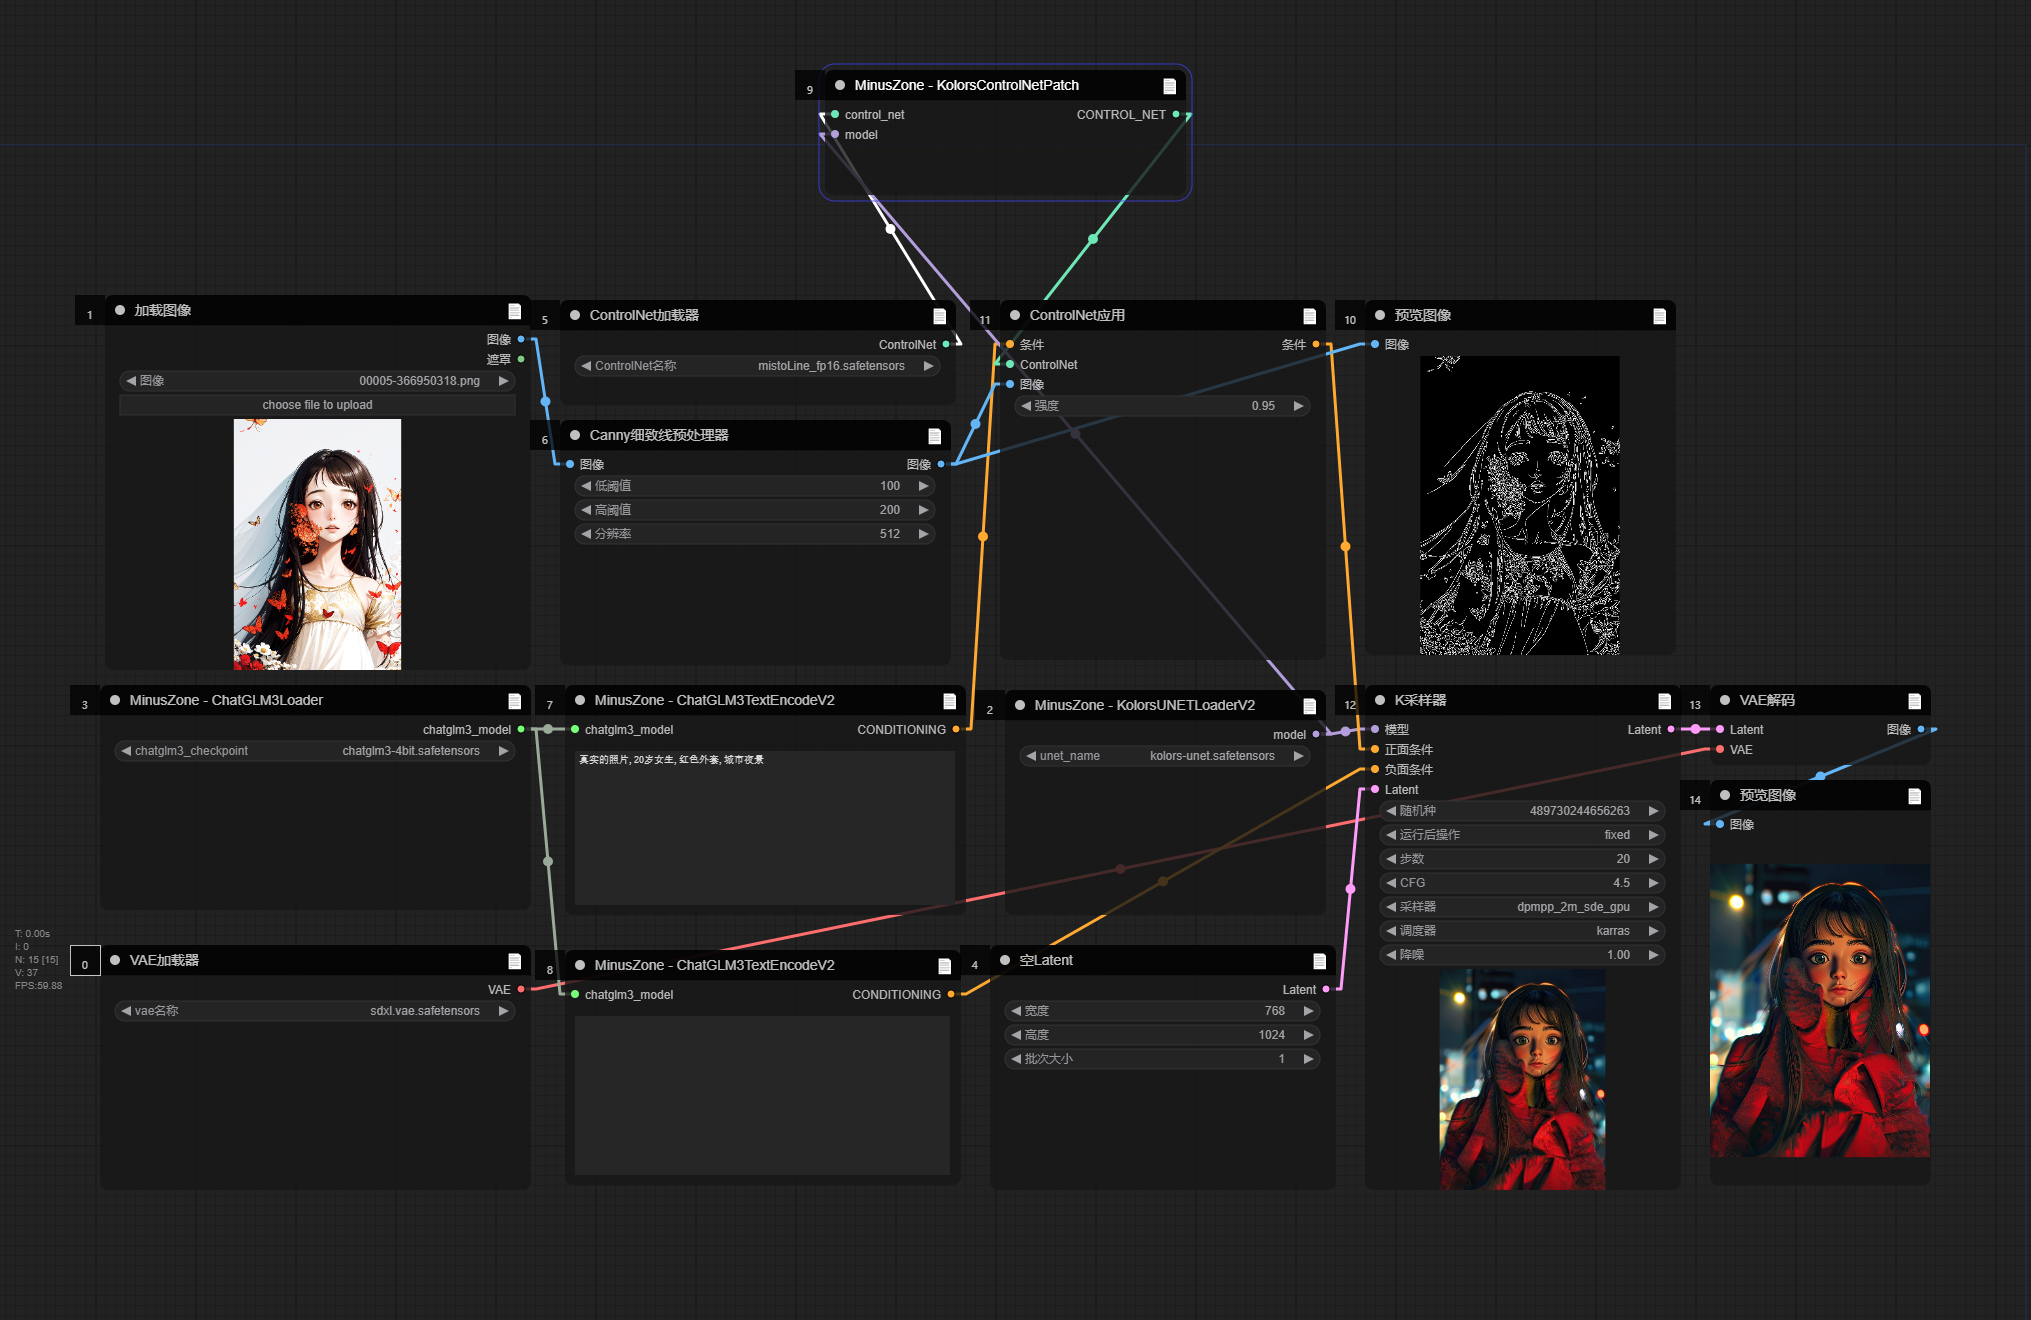 9
MinusZone - KolorsControlNetPatch
control_net
CONTROL_NET
model
1
加载图像
图像
遮罩
图像
00005-366950318.png
choose file to upload
5
ControlNet加载器
ControlNet
ControlNet名称
mistoLine_fp16.safetensors
6
Canny细致线预处理器
图像
图像
低阈值
100
高阈值
200
分辨率
512
11
ControlNet应用
条件
条件
ControlNet
图像
强度
0.95
10
预览图像
图像
3
MinusZone - ChatGLM3Loader
chatglm3_model
chatglm3_checkpoint
chatglm3-4bit.safetensors
7
MinusZone - ChatGLM3TextEncodeV2
chatglm3_model
CONDITIONING
真实的照片, 20岁女生, 红色外套, 城市夜景
2
MinusZone - KolorsUNETLoaderV2
model
unet_name
kolors-unet.safetensors
12
K采样器
模型
Latent
正面条件
负面条件
Latent
随机种
489730244656263
运行后操作
fixed
步数
20
CFG
4.5
采样器
dpmpp_2m_sde_gpu
调度器
karras
降噪
1.00
13
VAE解码
Latent
图像
VAE
14
预览图像
图像
T: 0.00s
I: 0
N: 15 [15]
V: 37
FPS:59.88
0
VAE加载器
VAE
vae名称
sdxl.vae.safetensors
8
MinusZone - ChatGLM3TextEncodeV2
chatglm3_model
CONDITIONING
4
空Latent
Latent
宽度
768
高度
1024
批次大小
1